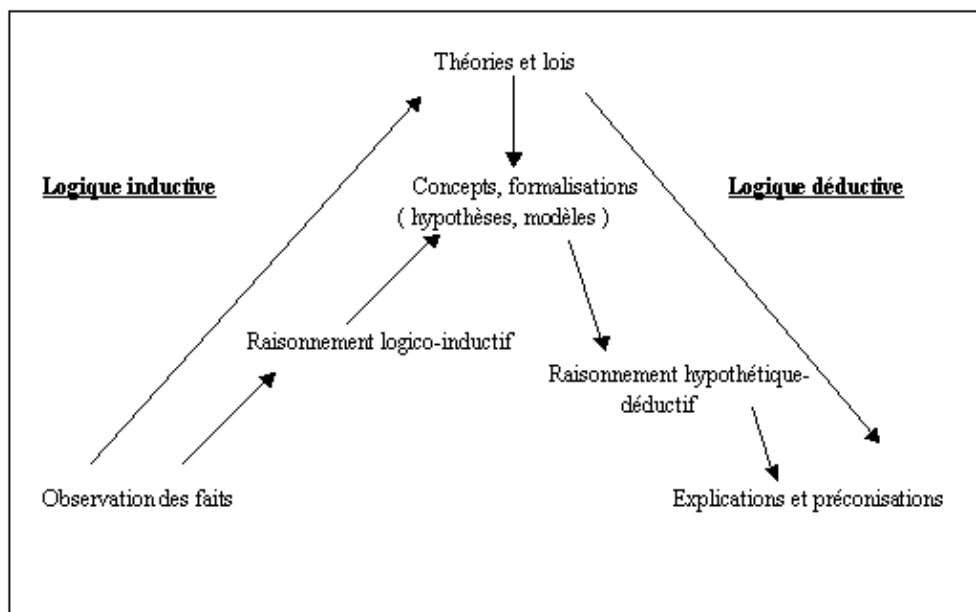 Théories et lois
Logique inductive
Logique déductive
Concepts, formalisations
( hypothèses, modèles )
Raisonnement logico-inductif
Raisonnement hypothétique-
déductif
Observation des faits
Explications et préconisations